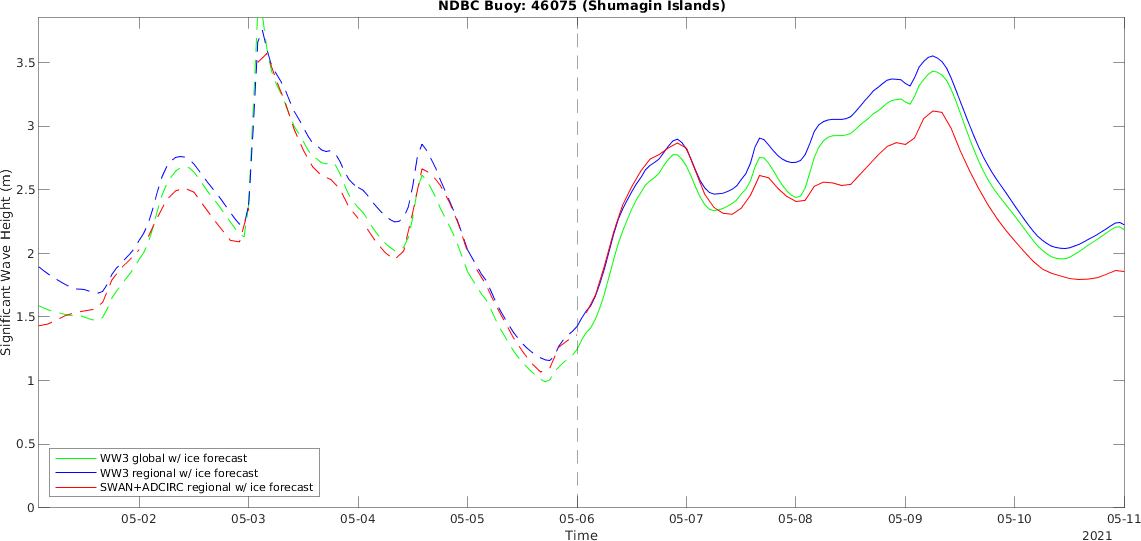 NDBC Buoy: 46075 (Shumagin Islands)
Significant Wave Height (m)
3.5
3
2.5
2
1.5
1
0.5
0
WW3 global w/ ice forecast
WW3 regional w/ ice forecast
SWAN+ADCIRC regional w/ ice forecast
05-02 05-03 05-04 05-05 05-06 05-07 05-08 05-09 05-10 05-11
Time
2021